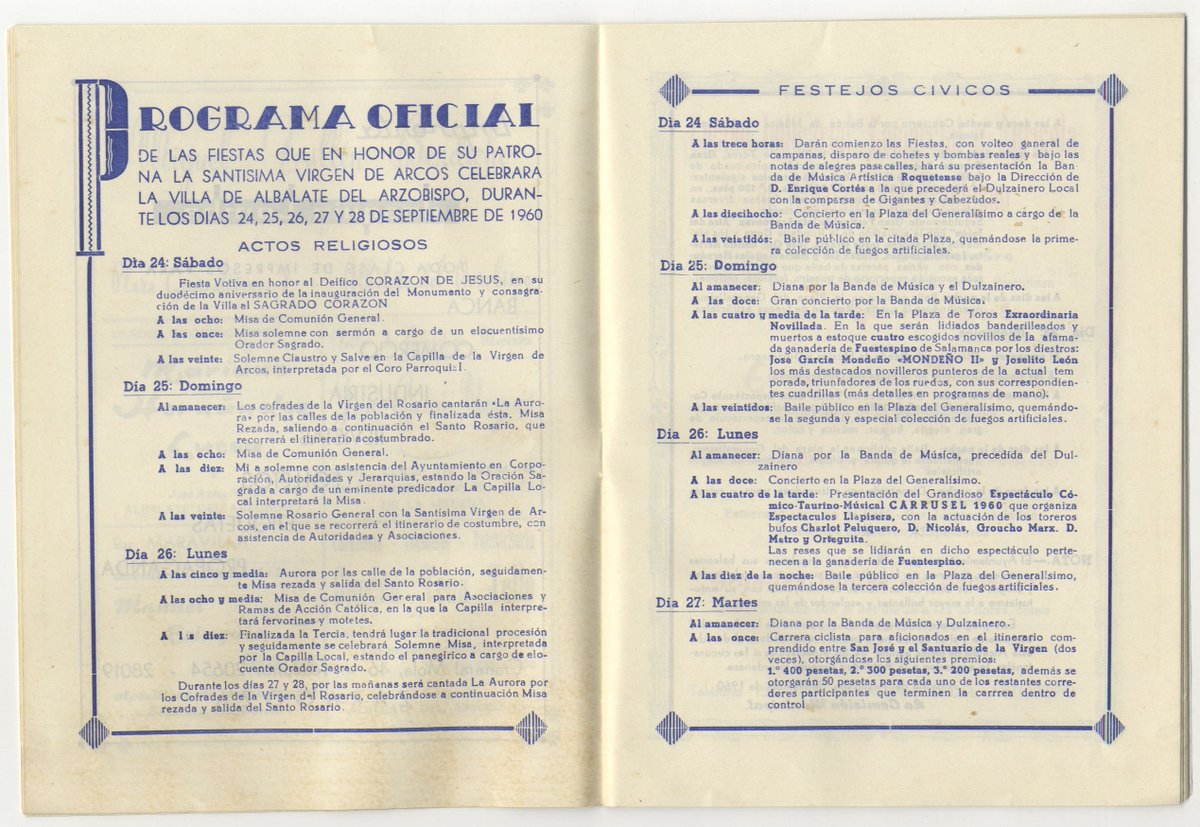 PROGRAMA OFICIAL
DE LAS FIESTAS QUE EN HONOR DE SU PATRO-
NA LA SANTISIMA VIRGEN DE ARCOS CELEBRARA
LA VILLA DE ALBALATE DEL ARZOBISPO, DURAN-
TE LOS DIAS 24, 25, 26, 27 Y 28 DE SEPTIEMBRE DE 1960
ACTOS RELIGIOSOS
Dìa 24: Sábado
Fiesta Votiva en honor al Deífico CORAZON DE JESUS, en su
duodécimo aniversario de la inauguración del Monumento y consagra-
ción de la Villa al SAGRADO CORAZON
A las ocho: Misa de Comunión General.
A las once: Misa solemne con sermón a cargo de un elocuentísimo
Orador Sagrado.
A las veinte: Solemne Claustro y Salve en la Capilla de la Virgen de
Arcos, interpretada por el Coro Parroquial.
Día 25: Domingo
Al amanecer: Los cofrades de la Virgen del Rosario cantarán «La Auro-
ra» por las calles de la población y finalizada ésta, Misa
Rezada, saliendo a continuación el Santo Rosario, que
recorrerá el itinerario acostumbrado.
A las ocho: Misa de Comunión General.
A las diez: Mi a solemne con asistencia del Ayuntamiento en Corpo-
ración, Autoridades y Jerarquias, estando la Oración Sa-
grada a cargo de un eminente predicador La Capilla Lo-
cal interpretará la Misa.
A las veinte: Solemne Rosario General con la Santísima Virgen de Ar-
cos, en el que se recorrerá el itinerario de costumbre, con
asistencia de Autoridades y Asociaciones.
Día 26: Lunes
A las cinco y media: Aurora por las calle de la población, seguidamen-
te Misa rezada y salida del Santo Rosario.
A las ocho y media: Misa de Comunión General para Asociaciones y
Ramas de Acción Católica, en la que la Capilla interpre-
tará fervorines y motetes.
A las diez: Finalizada la Tercia, tendrá lugar la tradicional procesión
y seguidamente se celebrará Solemne Misa, interpretada
por la Capilla Local, estando el panegírico a cargo de elo-
cuente Orador Sagrado.
Durante los días 27 y 28, por las mañanas será cantada La Aurora por
los Cofrades de la Virgen del Rosario, celebrándose a continuación Misa
rezada y salida del Santo Rosario.
FESTEJOS CIVICOS
Dìa 24 Sábado
A las trece horas: Darán comienzo las Fiestas, con volteo ganeral de
campanas, disparo de cohetes y bombas reales y bajo las
notas de alegres pascalles, hará su presentación la Ban
da de Música Artística Roquetense bajo la Dirección de
D. Enrique Cortés a la que precederá el Dulzainero Local
con la comparsa de Gigantes y Cabezudos.
A las diecihocho: Concierto en la Plaza del Generalísimo a cargo de la
Banda de Música.
A las veintidós: Baile público en la citada Plaza, quemándose la prime-
ra colección de fuegos artificiales.
Día 25: Domingo
Al amanecer: Diana por la Banda de Música y el Dulzainero.
A las doce: Gran concierto por la Banda de Música.
A las cuatro y media de la tarde: En la Plaza de Toros Exraordinaria
Novillada. En la que serán lidiados banderilleados y
muertos a estoque cuatro escogidos novillos de la afama-
da ganadería de Fuestespino de Salamanca por los diestros:
Jose García Mondeño «MONDEÑO II» y Joselito León
los más destacados novilleros punteros de la actual tem
porada, triunfadores de los ruedos, con sus correspondien-
tes cuadrillas (más detalles en programas de mano).
A las veintidos: Baile público en la Plaza del Generalísimo, quemándo-
se la segunda y especial colección de fuegos artificiales.
Día 26: Lunes
Al amanecer: Diana por la Banda de Música, precedida del Dul-
zainero
A las doce: Concierto en la Plaza del Generalísimo.
A las cuatro de la tarde: Presentación del Grandioso Espectáculo Có-
mico-Taurino-Músical CARRUSEL 1960 que organiza
Espectaculos Llapisera, con la actuación de los toreros
bufos Charlot Peluquero, D. Nicolás, Groucho Marx. D.
Metro y Orteguita.
Las reses que se lidiarán en dicho espectáculo perte-
necen a la ganadería de Fuentespino.
A las diez de la noche: Baile público en la Plaza del Generalísimo,
quemándose la tercera colección de fuegos artificiales.
Día 27: Martes
Al amanecer: Diana por la Banda de Música y Dulzainero.
A las once: Carrera ciclista para aficionados en el itinerario com-
prendido entre San José y el Santuario de la Virgen (dos
veces), otorgándose los siguientes premios:
1.º 400 pesetas, 2.º 300 pesetas, 3.º 200 pesetas, además se
otorgarán 50 pesetas para cada uno de los restantes corre-
dores participantes que terminen la carrrea dentro de
control